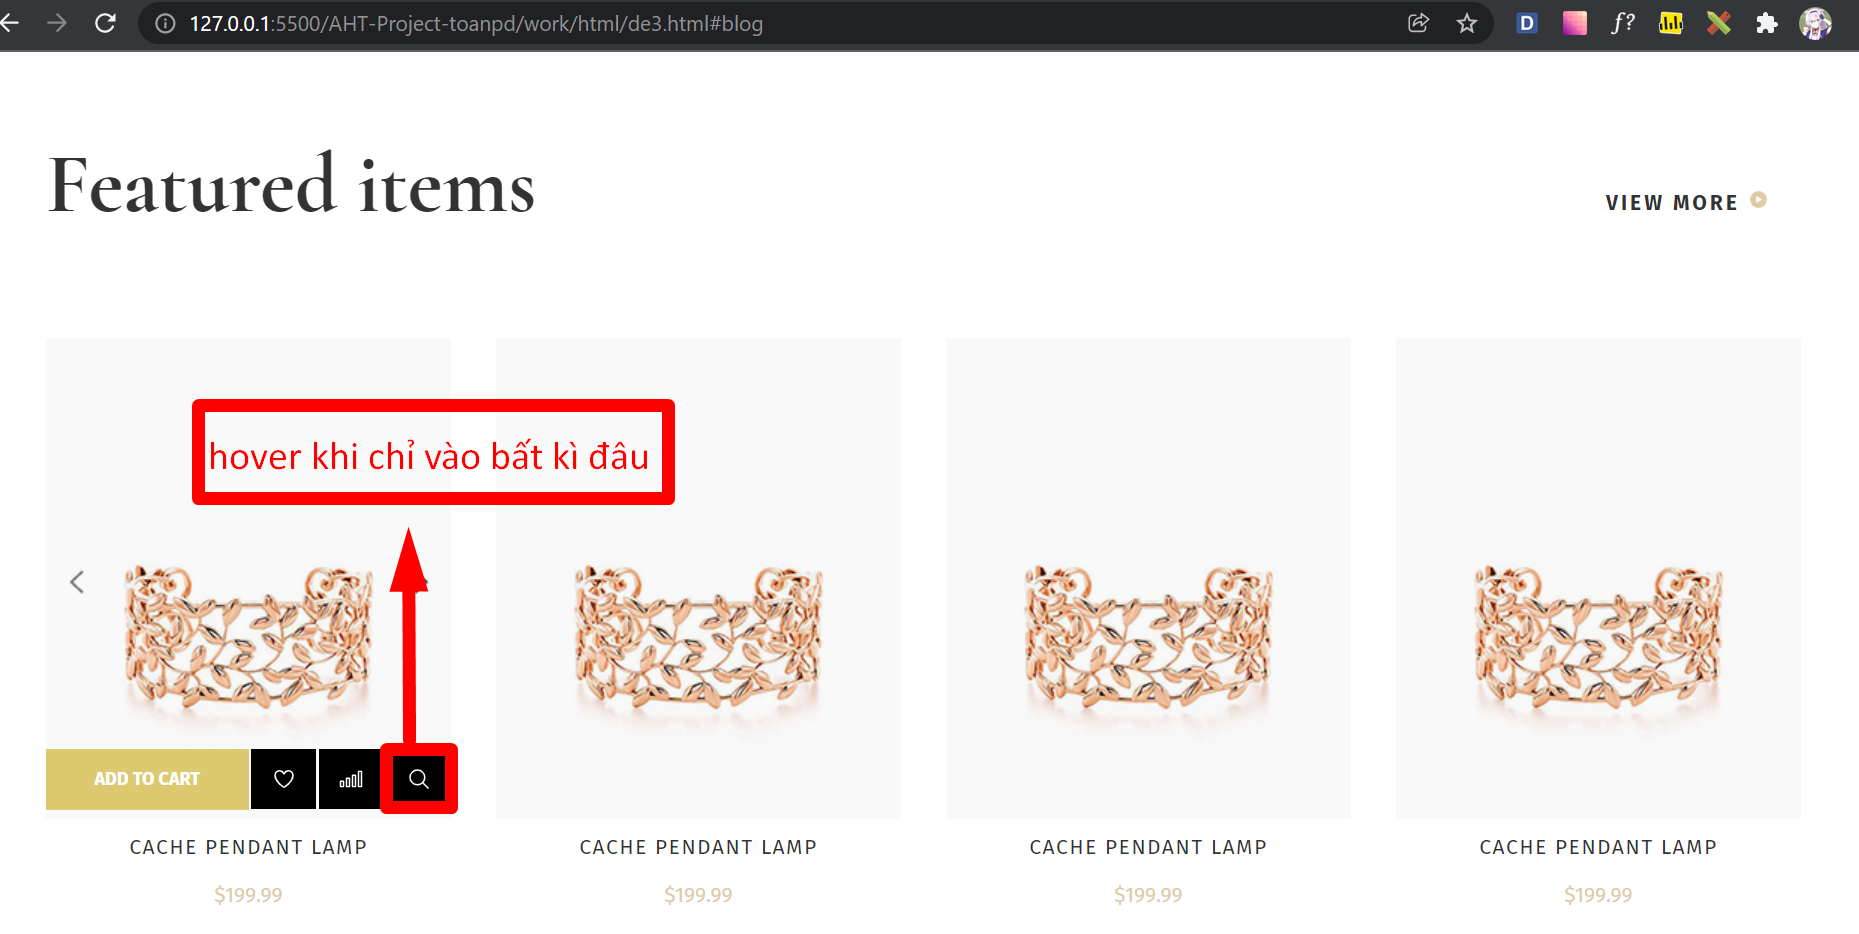 127.0.0.1:5500/AHT-Project-toanpd/work/html/de3.html#blog
D
f?
Featured items
VIEW MORE
hover khi chỉ vào bất kì đâu
ADD TO CART
CACHE PENDANT LAMP
$199.99
CACHE PENDANT LAMP
$199.99
CACHE PENDANT LAMP
$199.99
CACHE PENDANT LAMP
$199.99